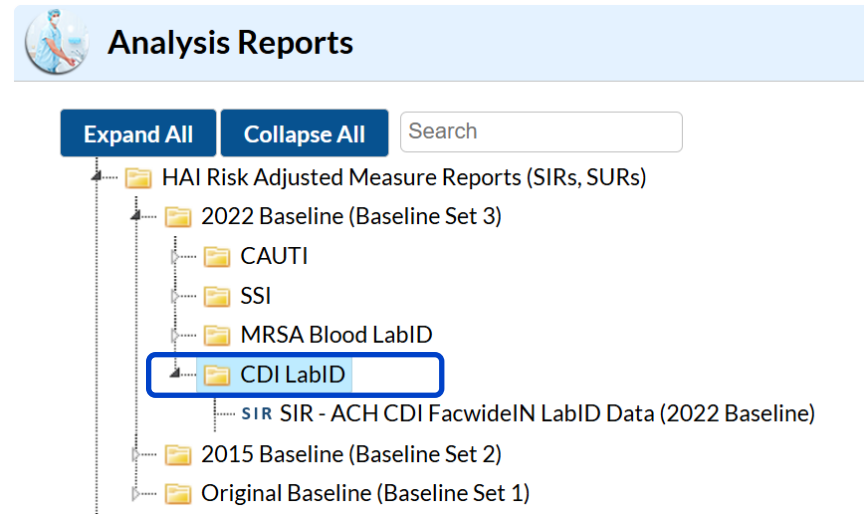 Analysis Reports
Expand All Collapse All Search
HAI Risk Adjusted Measure Reports (SIRs, SURs)
2022 Baseline (Baseline Set 3)
CAUTI
SSI
MRSA Blood LabID
CDI LabID
SIR SIR - ACH CDI FacwideIN LabID Data (2022 Baseline)
2015 Baseline (Baseline Set 2)
Original Baseline (Baseline Set 1)